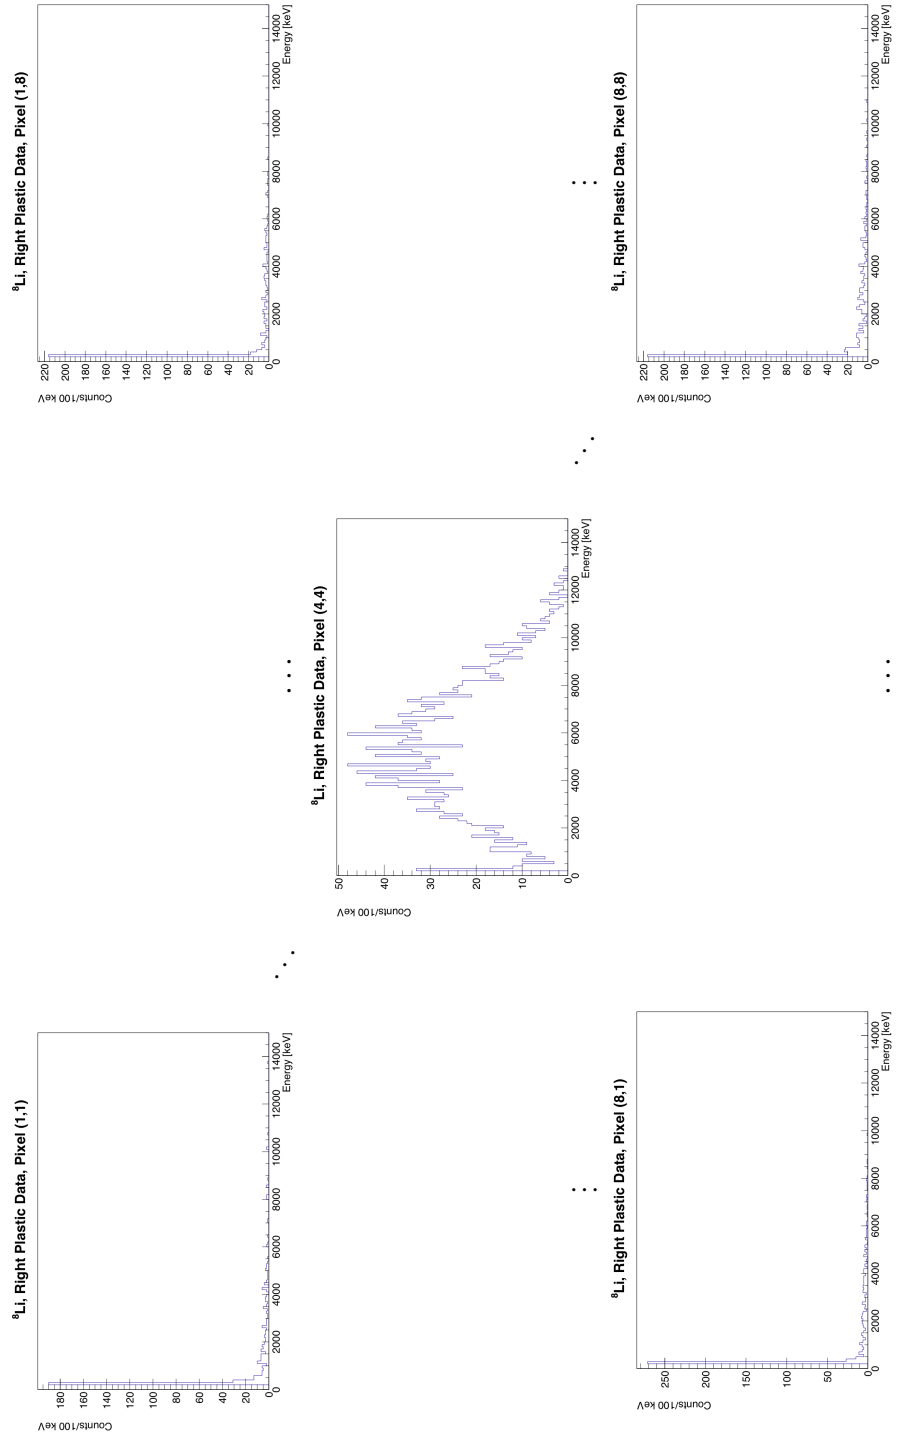 ⁸Li, Right Plastic Data, Pixel (1,1)
Counts/100 keV
180
160
140
120
100
80
60
40
20
0
0 2000 4000 6000 8000 10000 12000 14000
Energy [keV]
⁸Li, Right Plastic Data, Pixel (1,8)
Counts/100 keV
220
200
180
160
140
120
100
80
60
40
20
0
0 2000 4000 6000 8000 10000 12000 14000
Energy [keV]
⁸Li, Right Plastic Data, Pixel (4,4)
Counts/100 keV
50
40
30
20
10
0
0 2000 4000 6000 8000 10000 12000 14000
Energy [keV]
⁸Li, Right Plastic Data, Pixel (8,1)
Counts/100 keV
250
200
150
100
50
0
0 2000 4000 6000 8000 10000 12000 14000
Energy [keV]
⁸Li, Right Plastic Data, Pixel (8,8)
Counts/100 keV
220
200
180
160
140
120
100
80
60
40
20
0
0 2000 4000 6000 8000 10000 12000 14000
Energy [keV]